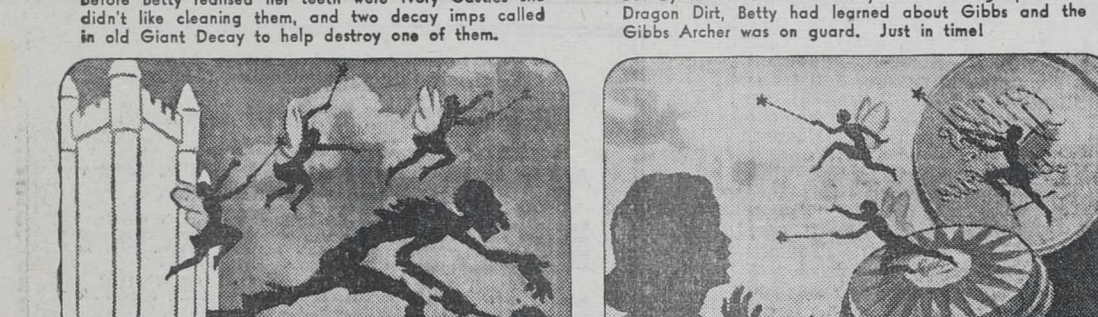 Before Betty realised her teeth were Ivory Castles she
didn't like cleaning them, and two decay imps called
in old Giant Decay to help destroy one of them.
Dragon Dirt, Betty had learned about Gibbs and the
Gibbs Archer was on guard. Just in time!